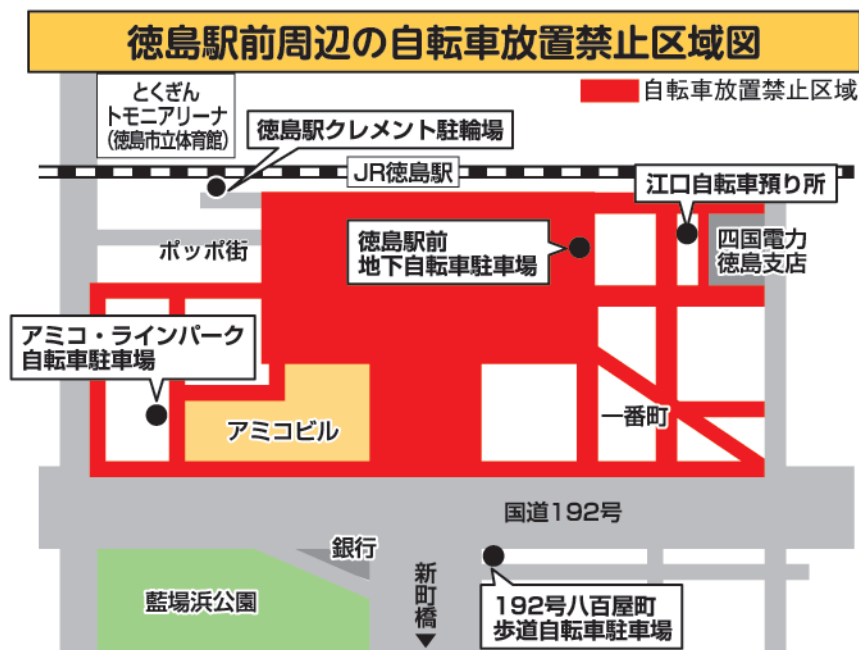 徳島駅前周辺の自転車放置禁止区域図
自転車放置禁止区域
とくぎん
トモニアリーナ
(徳島市立体育館)
徳島駅クレメント駐輪場
JR徳島駅
江口自転車預り所
ポッポ街
徳島駅前
地下自転車駐車場
四国電力
徳島支店
アミコ・ラインパーク
自転車駐車場
アミコビル
一番町
国道192号
銀行
藍場浜公園
新町橋
192号八百屋町
歩道自転車駐車場